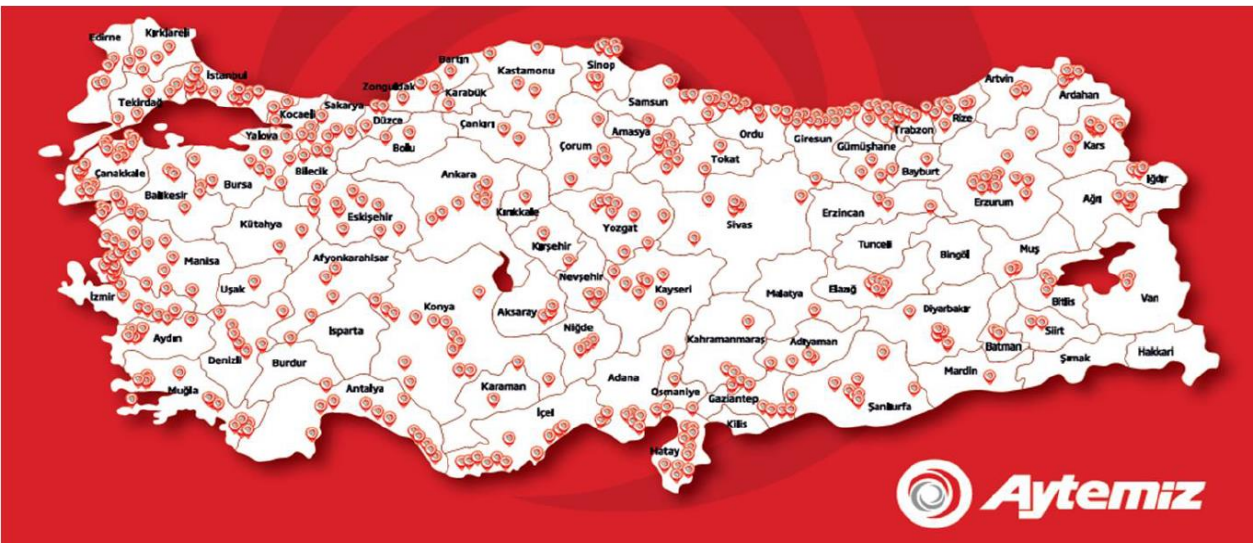 Edirne
Kırklareli
İstanbul
Tekirdağ
Kocaeli
Sakarya
Yalova
Zonguldak
Bartın
Karabük
Düzce
Bolu
Kastamonu
Sinop
Çankırı
Samsun
Amasya
Çorum
Ordu
Tokat
Giresun
Gümüşhane
Trabzon
Rize
Artvin
Ardahan
Kars
Bayburt
Iğdır
Çanakkale
Balıkesir
Bursa
Bilecik
Ankara
Kırıkkale
Eskişehir
Kütahya
Yozgat
Sivas
Erzincan
Erzurum
Ağrı
Kırşehir
Tunceli
Bingöl
Muş
Manisa
Afyonkarahisar
Uşak
İzmir
Nevşehir
Kayseri
Malatya
Elazığ
Bitlis
Van
Konya
Aksaray
Diyarbakır
Niğde
Isparta
Aydın
Denizli
Burdur
Kahramanmaraş
Adıyaman
Batman
Siirt
Şırnak
Hakkari
Mardin
Muğla
Antalya
Karaman
Adana
Osmaniye
Gaziantep
Şanlıurfa
Kilis
İçel
Hatay
Aytemiz